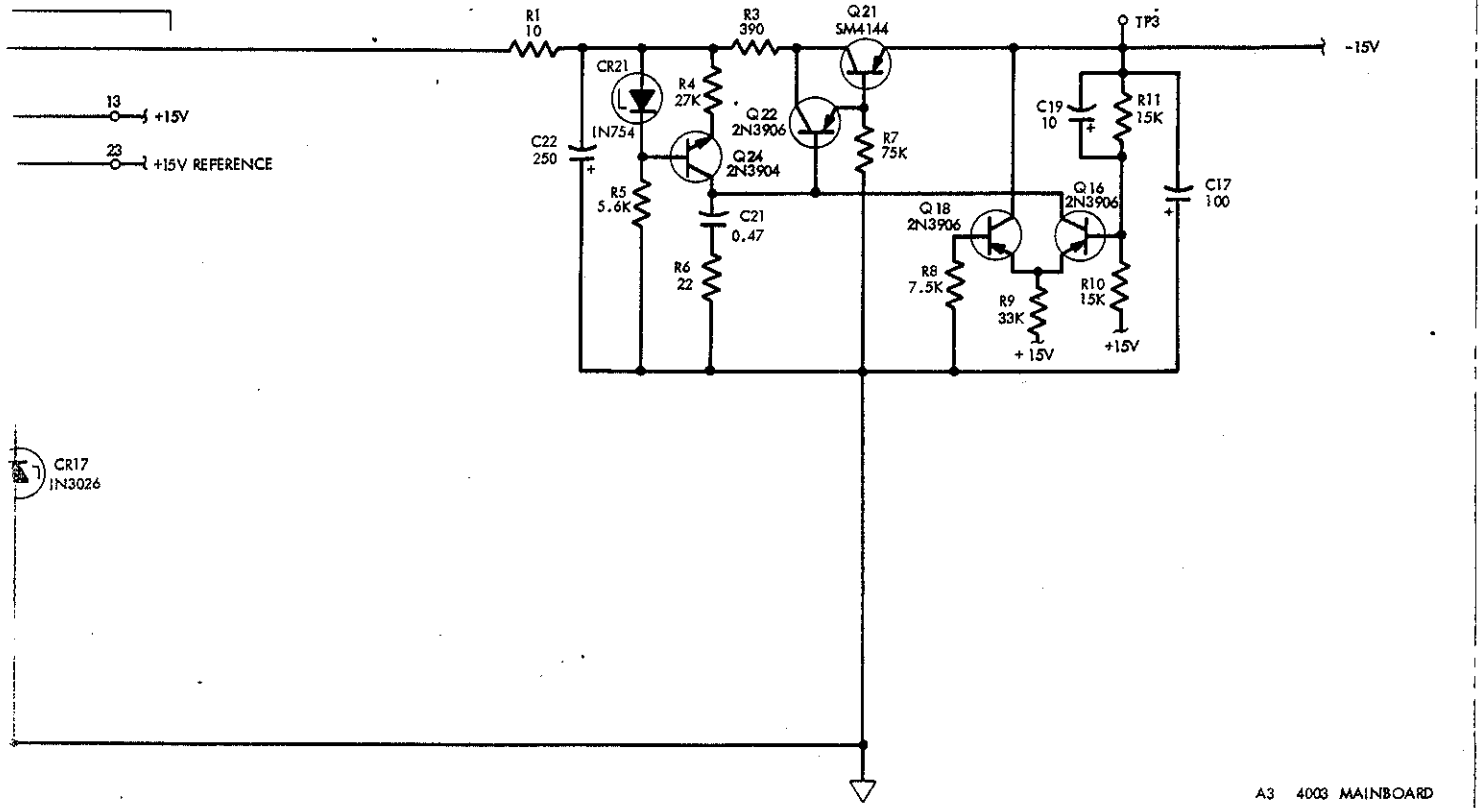 R1
10
R3
390
Q21
SM4144
TP3
-15V
CR21
1N754
R4
27K
C19
10
+
R11
15K
13
+15V
Q22
2N3906
R7
75K
C22
250
+
Q24
2N3904
23
+15V REFERENCE
R5
5.6K
Q16
2N3906
C17
100
+
C21
0.47
Q18
2N3906
R6
22
R8
7.5K
R9
33K
R10
15K
+15V
+15V
CR17
1N3026
A3 4003 MAINBOARD